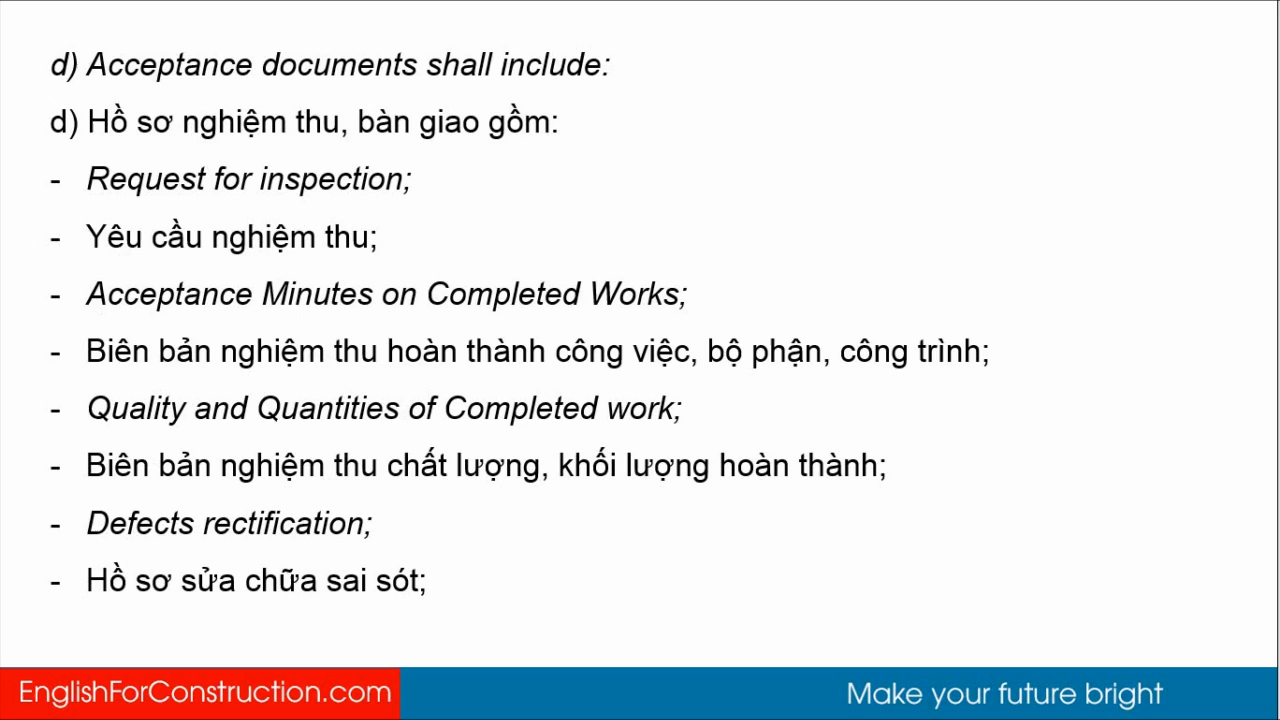 d) Acceptance documents shall include:
d) Hồ sơ nghiệm thu, bàn giao gồm:
- Request for inspection;
- Yêu cầu nghiệm thu;
- Acceptance Minutes on Completed Works;
- Biên bản nghiệm thu hoàn thành công việc, bộ phận, công trình;
- Quality and Quantities of Completed work;
- Biên bản nghiệm thu chất lượng, khối lượng hoàn thành;
- Defects rectification;
- Hồ sơ sửa chữa sai sót;
EnglishForConstruction.com
Make your future bright